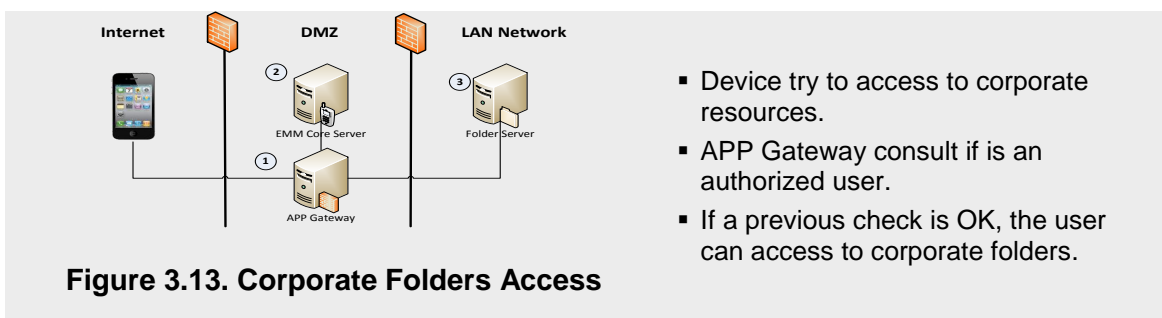 Internet
DMZ
LAN Network
2
3
EMM Core Server
Folder Server
1
APP Gateway
Figure 3.13. Corporate Folders Access
▪ Device try to access to corporate
resources.
▪ APP Gateway consult if is an
authorized user.
▪ If a previous check is OK, the user
can access to corporate folders.